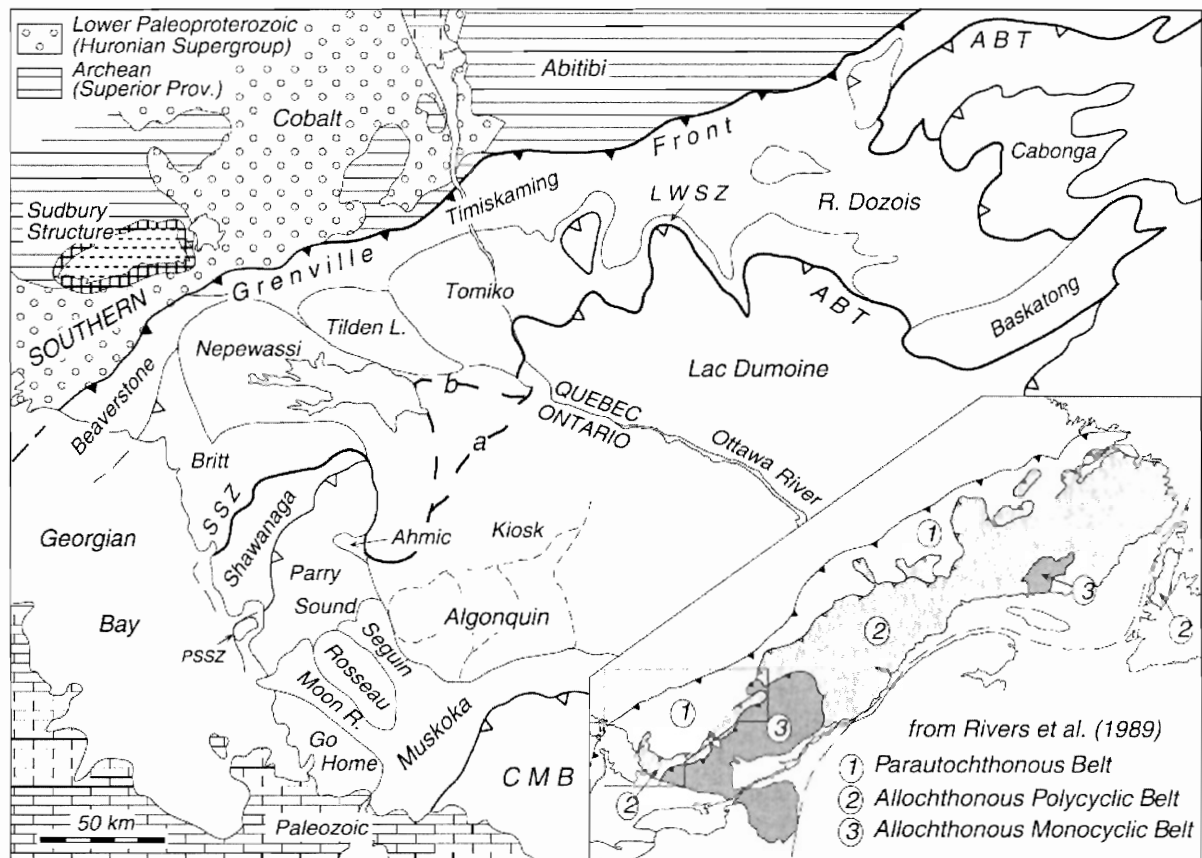 Lower Paleoproterozoic
(Huronian Supergroup)
Archean
(Superior Prov.)
Cobalt
Abitibi
ABT
Cabonga
Front
Timiskaming
LWSZ
R. Dozois
Sudbury
Structure
Grenville
SOUTHERN
Tomiko
Tilden L.
Nepewassi
ABT
Baskatong
Lac Dumoine
Beaverstone
b
QUEBEC
ONTARIO
Ottawa River
a
Britt
SSZ
Shawanaga
Georgian
Bay
Ahmic
Kiosk
Parry
Sound
Algonquin
Seguin
PSSZ
Rosseau
Moon R.
Go
Home
Muskoka
CMB
50 km
Paleozoic
1
2
3
2
1
3
2
from Rivers et al. (1989)
1 Parautochthonous Belt
2 Allochthonous Polycyclic Belt
3 Allochthonous Monocyclic Belt